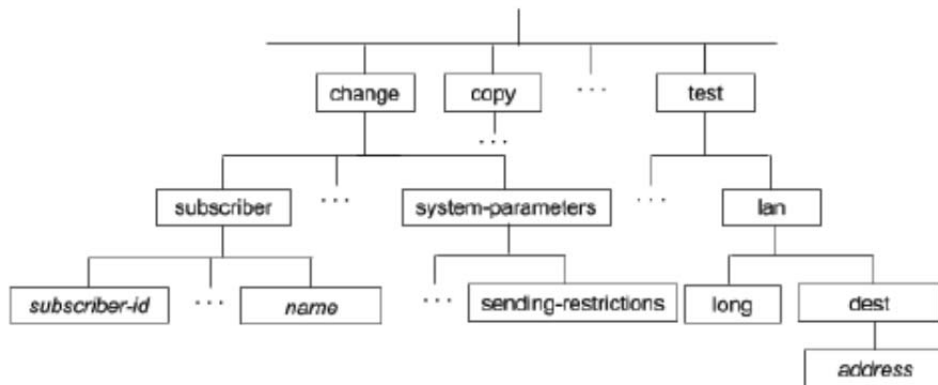 change copy ... test
...
subscriber ... system-parameters ... lan
subscriber-id ... name ... sending-restrictions long dest
address